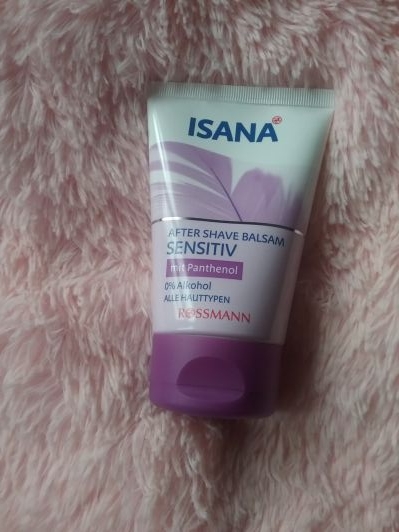 ISANA
AFTER SHAVE BALSAM
SENSITIV
mit Panthenol
0% Alkohol
ALLE HAUTTYPEN
ROSSMANN